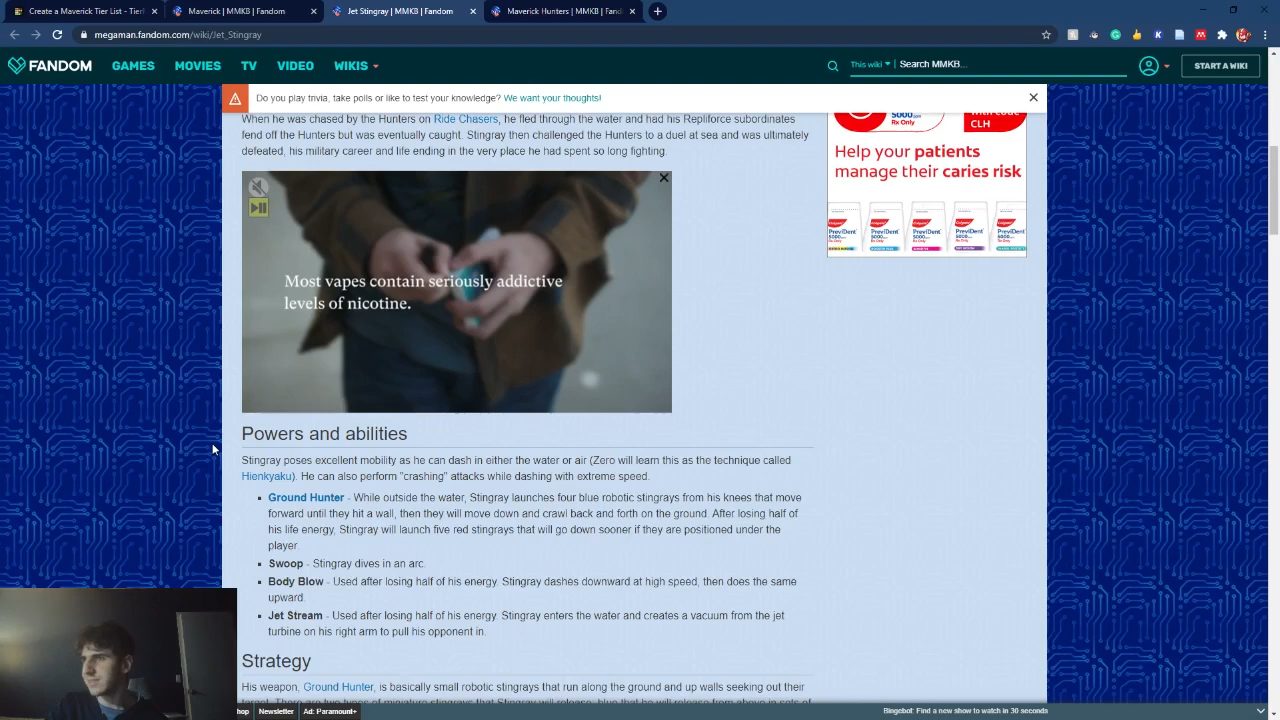 Create a Maverick Tier List - Tier
Maverick | MMKB | Fandom
Jet Stingray | MMKB | Fandom
Maverick Hunters | MMKB | Fand
megaman.fandom.com/wiki/Jet_Stingray
FANDOM GAMES MOVIES TV VIDEO WIKIS This wiki Search MMKB... START A WIKI
Do you play trivia, take polls or like to test your knowledge? We want your thoughts!
When he was chased by the Hunters on Ride Chasers, he fled through the water and had his Repliforce subordinates
fend off the Hunters but was eventually caught. Stingray then challenged the Hunters to a duel at sea and was ultimately
defeated, his military career and life ending in the very place he had spent so long fighting.
5000 ppm
Rx Only
with code
CLH
Help your patients
manage their caries risk
PreviDent PreviDent PreviDent PreviDent PreviDent
Most vapes contain seriously addictive
levels of nicotine.
Powers and abilities
Stingray poses excellent mobility as he can dash in either the water or air (Zero will learn this as the technique called
Hienkyaku). He can also perform "crashing" attacks while dashing with extreme speed.
Ground Hunter - While outside the water, Stingray launches four blue robotic stingrays from his knees that move
forward until they hit a wall, then they will move down and crawl back and forth on the ground. After losing half of
his life energy, Stingray will launch five red stingrays that will go down sooner if they are positioned under the
player.
Swoop - Stingray dives in an arc.
Body Blow - Used after losing half of his energy. Stingray dashes downward at high speed, then does the same
upward.
Jet Stream - Used after losing half of his energy. Stingray enters the water and creates a vacuum from the jet
turbine on his right arm to pull his opponent in.
Strategy
His weapon, Ground Hunter, is basically small robotic stingrays that run along the ground and up walls seeking out their
hop Newsletter Ad: Paramount+ Bingebot: Find a new show to watch in 30 seconds